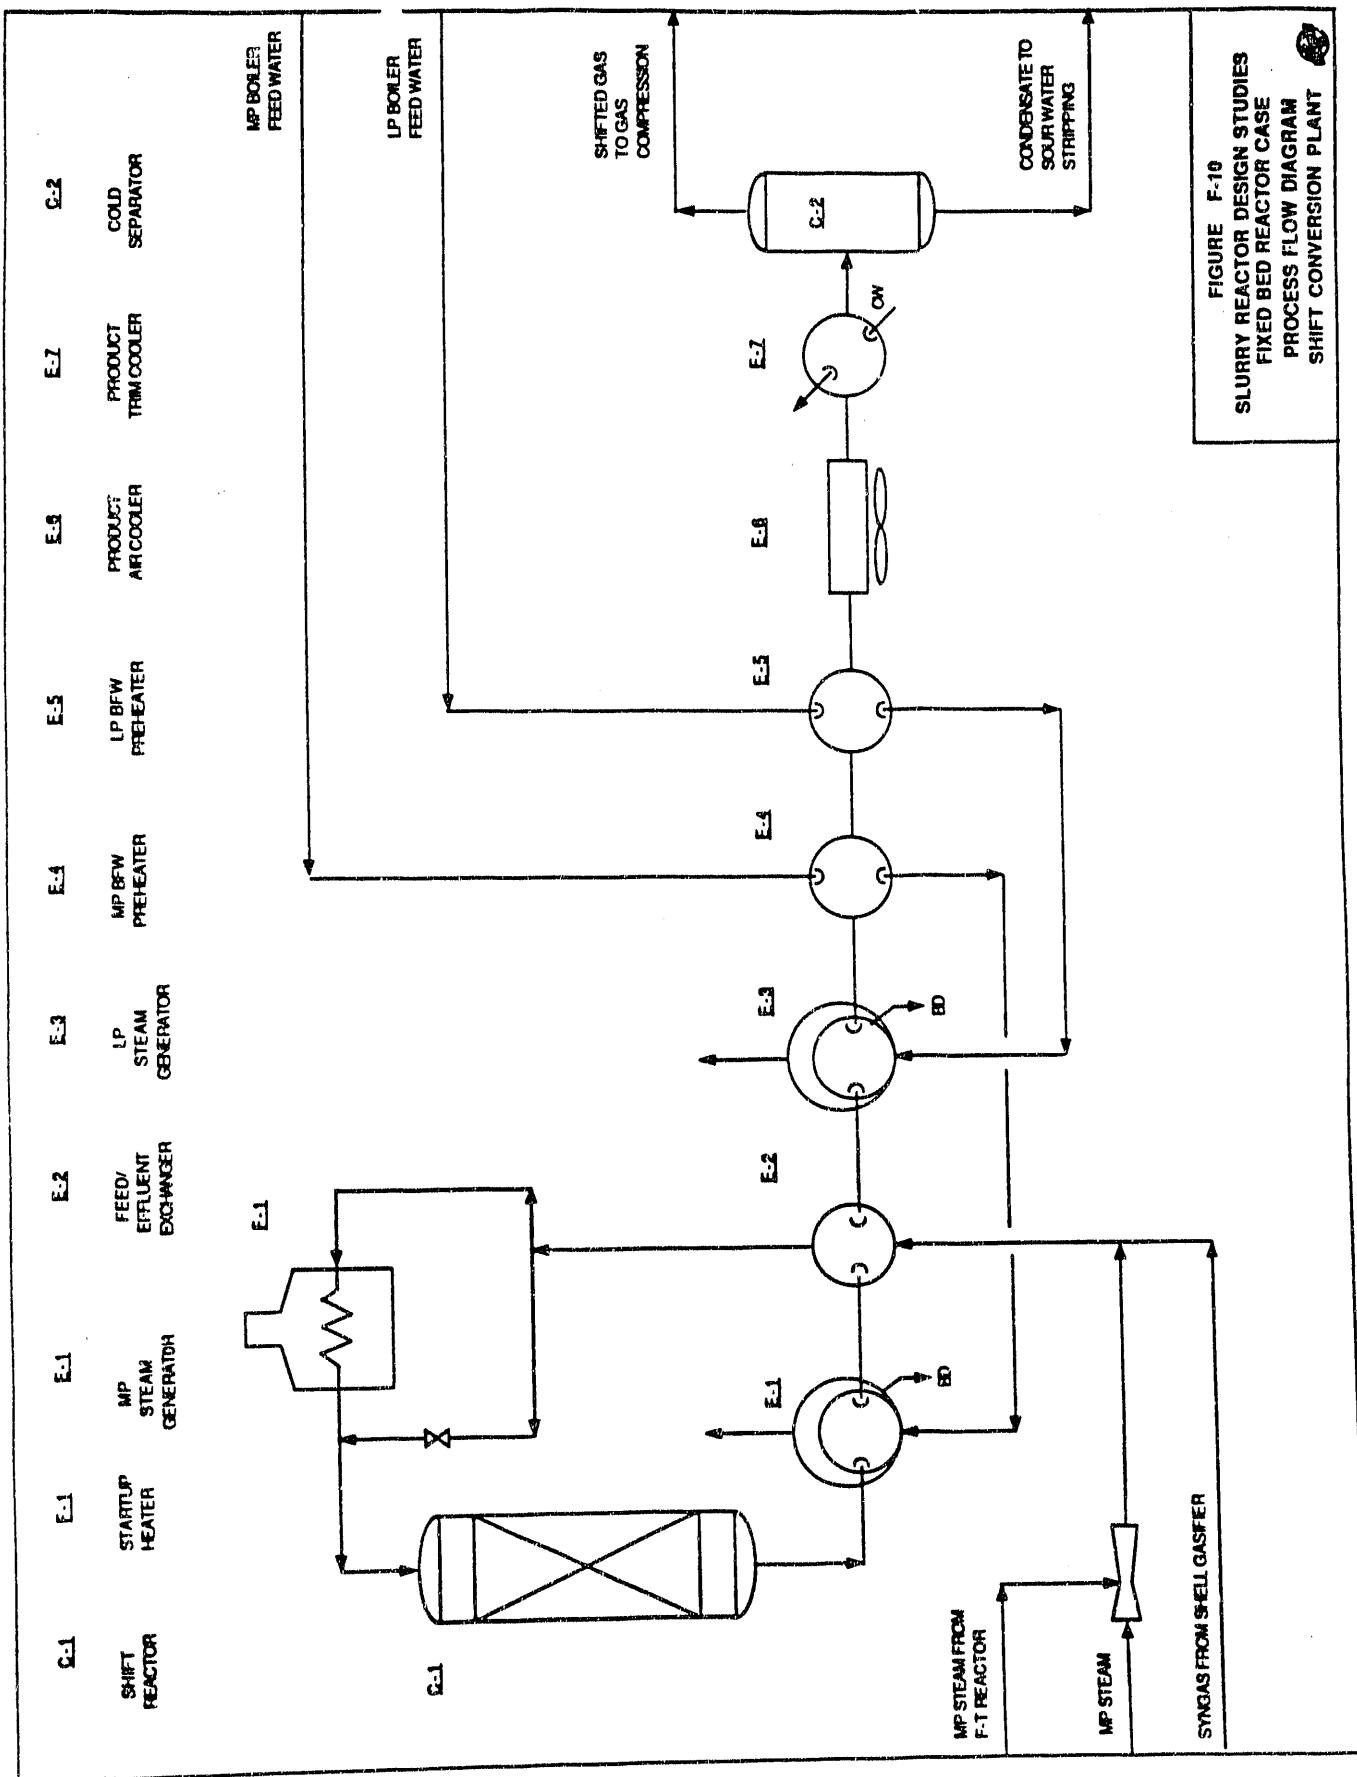 C-1
SHIFT
REACTOR
F-1
STARTUP
HEATER
E-1
MP
STEAM
GENERATOR
E-2
FEED/
EFFLUENT
EXCHANGER
E-3
LP
STEAM
GENERATOR
E-4
MP BFW
PREHEATER
E-5
LP BFW
PREHEATER
E-6
PRODUCT
AIR COOLER
E-7
PRODUCT
TRIM COOLER
C-2
COLD
SEPARATOR
MP BOILER
FEED WATER
LP BOILER
FEED WATER
F-1
SHIFTED GAS
TO GAS
COMPRESSION
C-1
E-1
BD
E-2
E-3
BD
E-4
E-5
E-6
E-7
CW
C-2
CONDENSATE TO
SOUR WATER
STRIPPING
MP STEAM FROM
F-T REACTOR
MP STEAM
SYNGAS FROM SHELL GASIFIER
FIGURE F-10
SLURRY REACTOR DESIGN STUDIES
FIXED BED REACTOR CASE
PROCESS FLOW DIAGRAM
SHIFT CONVERSION PLANT